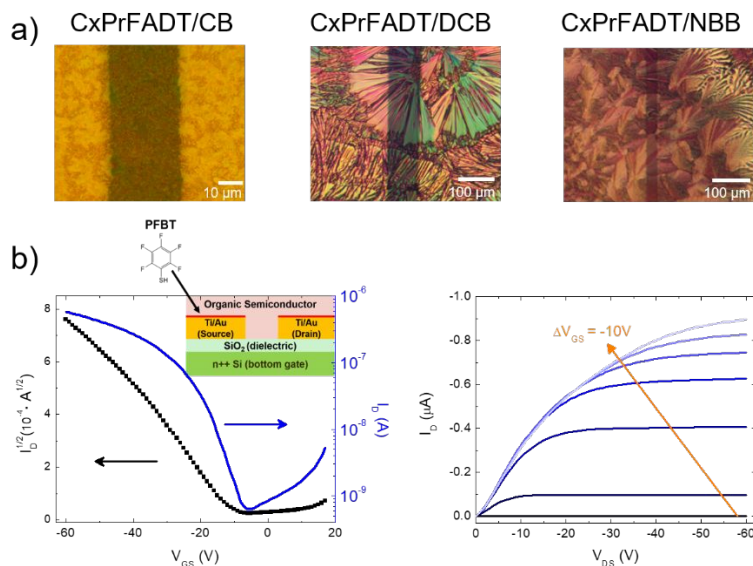 a)
CxPrFADT/CB
CxPrFADT/DCB
CxPrFADT/NBB
10 µm
100 µm
100 µm
b)
PFBT
F
F
F
F
F
SH
Organic Semiconductor
Ti/Au
(Source)
Ti/Au
(Drain)
SiO2 (dielectric)
n++ Si (bottom gate)
8
6
4
2
0
I_D^1/2 (10^-4 · A^1/2)
10^-6
10^-7
10^-8
10^-9
I_D (A)
-60
-40
-20
0
20
V_GS (V)
ΔV_GS = -10V
-1.0
-0.8
-0.6
-0.4
-0.2
0.0
I_D (µA)
0
-10
-20
-30
-40
-50
-60
V_DS (V)